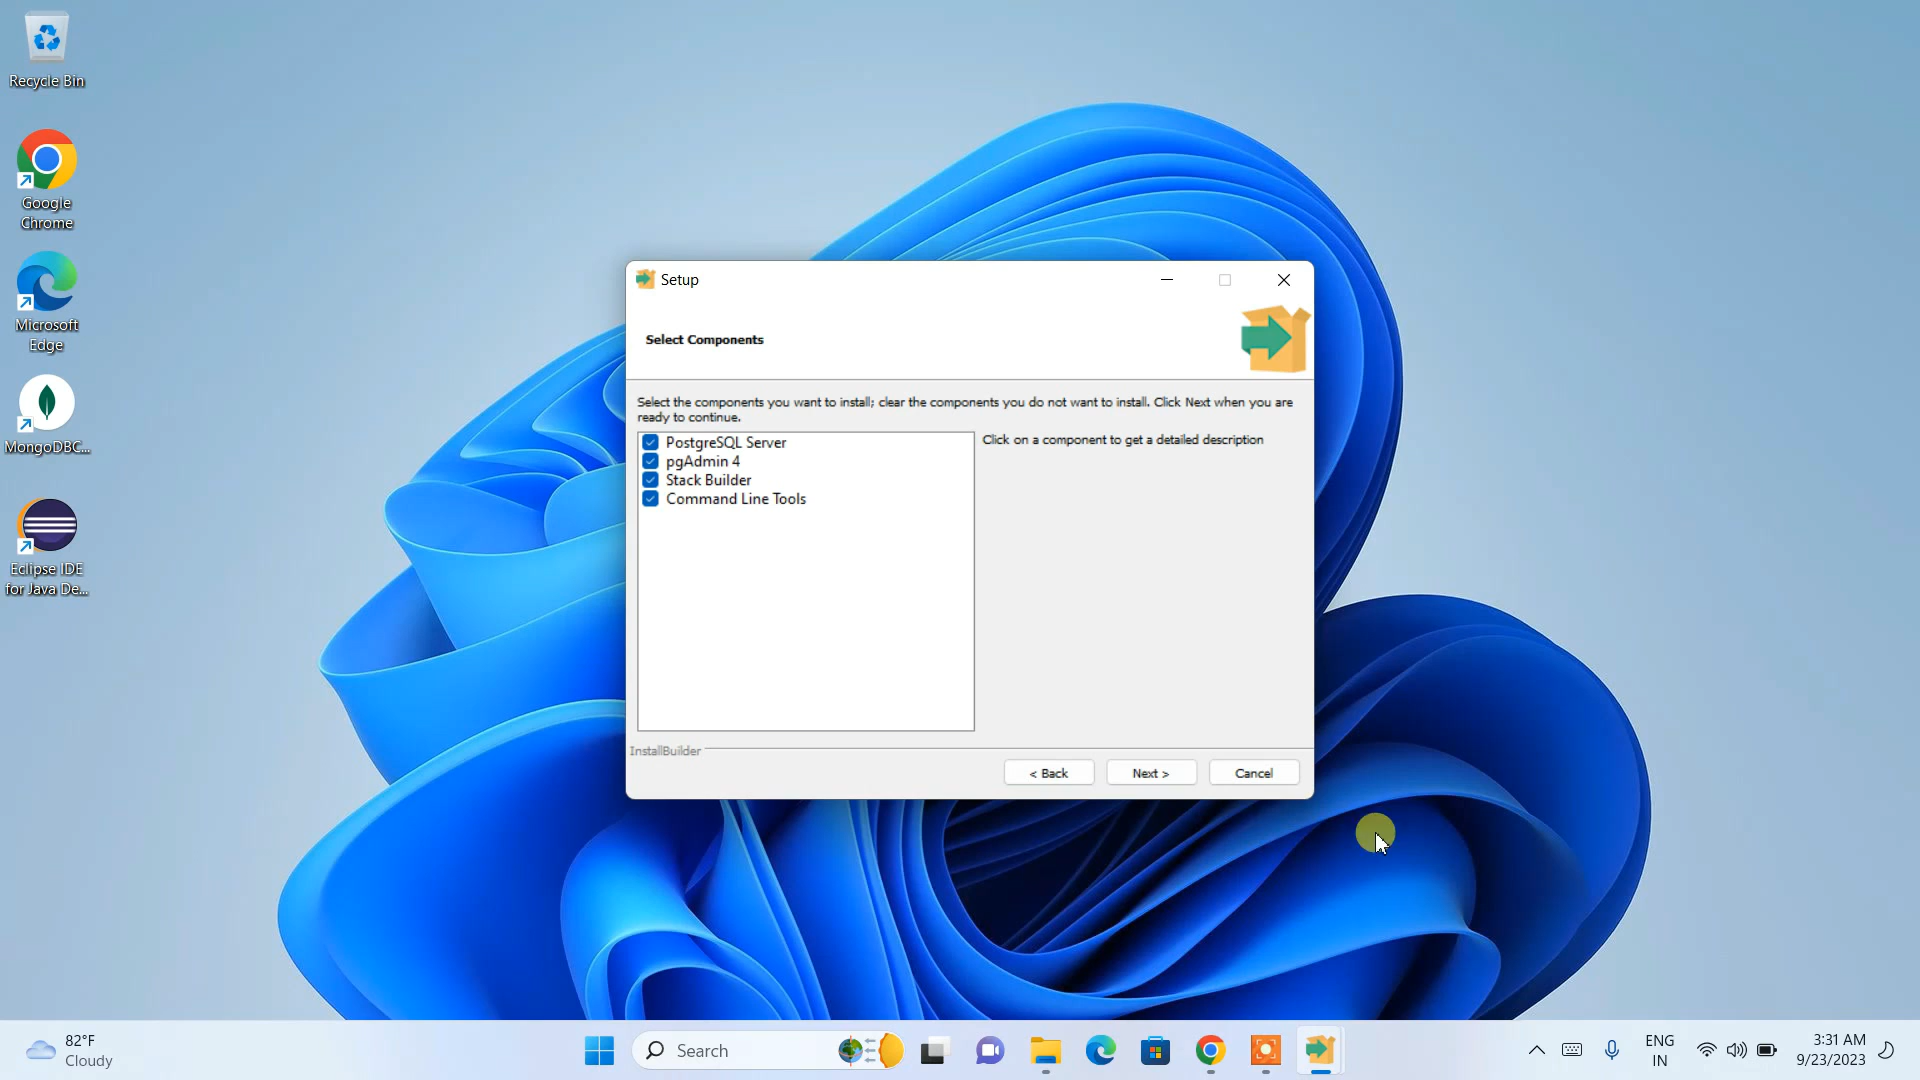 Recycle Bin
Google
Chrome
Microsoft
Edge
MongoDBC...
Eclipse IDE
for Java De...
Setup
Select Components
Select the components you want to install; clear the components you do not want to install. Click Next when you are
ready to continue.
PostgreSQL Server
pgAdmin 4
Stack Builder
Command Line Tools
Click on a component to get a detailed description
InstallBuilder
< Back
Next >
Cancel
82°F
Cloudy
Search
ENG
IN
3:31 AM
9/23/2023